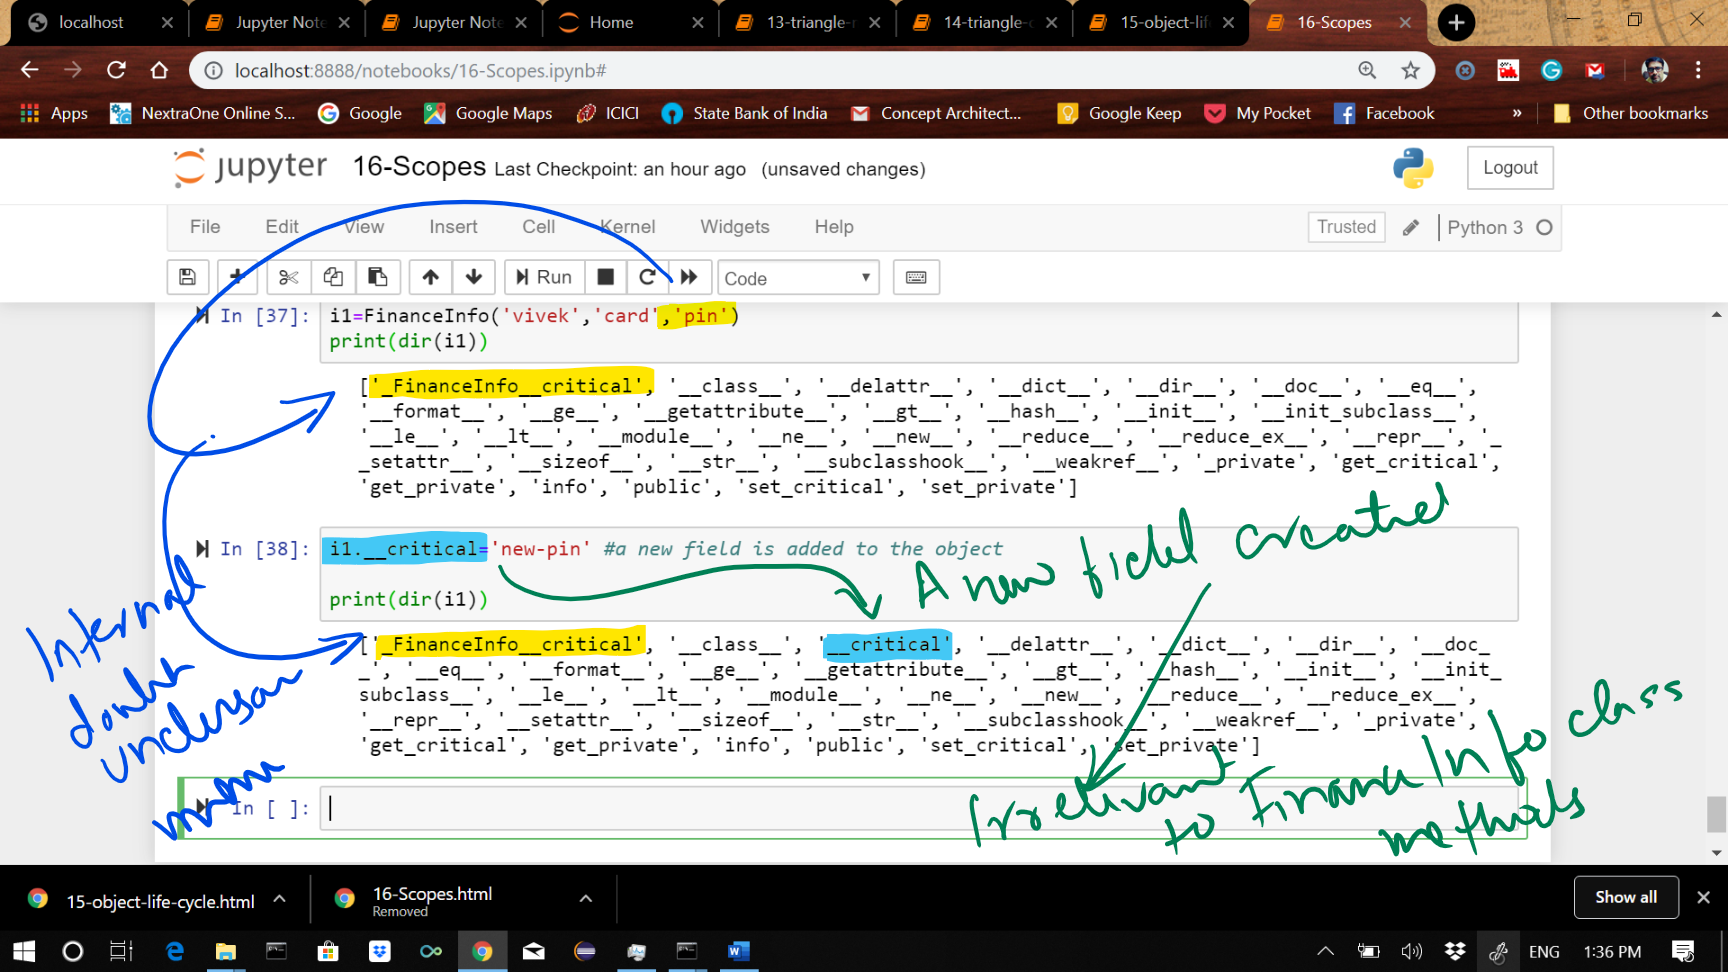 localhost
Jupyter Note
Jupyter Note
Home
13-triangle-r
14-triangle-c
15-object-lif
16-Scopes
localhost:8888/notebooks/16-Scopes.ipynb#
Apps
NextraOne Online S...
Google
Google Maps
ICICI
State Bank of India
Concept Architect...
Google Keep
My Pocket
Facebook
»
Other bookmarks
jupyter 16-Scopes Last Checkpoint: an hour ago (unsaved changes)
Logout
File Edit View Insert Cell Kernel Widgets Help
Trusted
Python 3
Run
Code
In [37]: i1=FinanceInfo('vivek','card','pin')
print(dir(i1))
['_FinanceInfo__critical', '__class__', '__delattr__', '__dict__', '__dir__', '__doc__', '__eq__',
'__format__', '__ge__', '__getattribute__', '__gt__', '__hash__', '__init__', '__init_subclass__',
'__le__', '__lt__', '__module__', '__ne__', '__new__', '__reduce__', '__reduce_ex__', '__repr__', '_
_setattr__', '__sizeof__', '__str__', '__subclasshook__', '__weakref__', '_private', 'get_critical',
'get_private', 'info', 'public', 'set_critical', 'set_private']
In [38]: i1.__critical='new-pin' #a new field is added to the object
print(dir(i1))
A new field created
['_FinanceInfo__critical', '__class__', '__critical', '__delattr__', '__dict__', '__dir__', '__doc_
_', '__eq__', '__format__', '__ge__', '__getattribute__', '__gt__', '__hash__', '__init__', '__init_
subclass__', '__le__', '__lt__', '__module__', '__ne__', '__new__', '__reduce__', '__reduce_ex__',
'__repr__', '__setattr__', '__sizeof__', '__str__', '__subclasshook__', '__weakref__', '_private',
'get_critical', 'get_private', 'info', 'public', 'set_critical', 'set_private']
Internal
In [ ]:
Irrelivant
to Finance Info class
methods
15-object-life-cycle.html
16-Scopes.html
Removed
Show all
ENG
1:36 PM